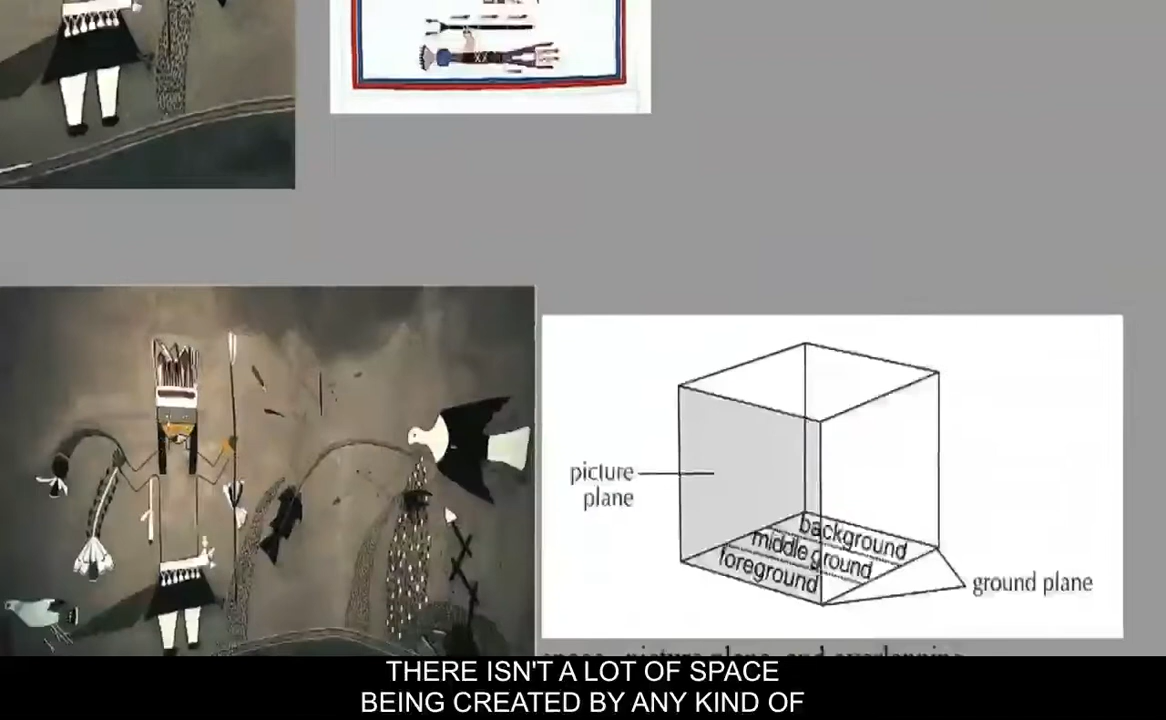 picture
plane
background
middle ground
foreground
ground plane
THERE ISN'T A LOT OF SPACE
BEING CREATED BY ANY KIND OF